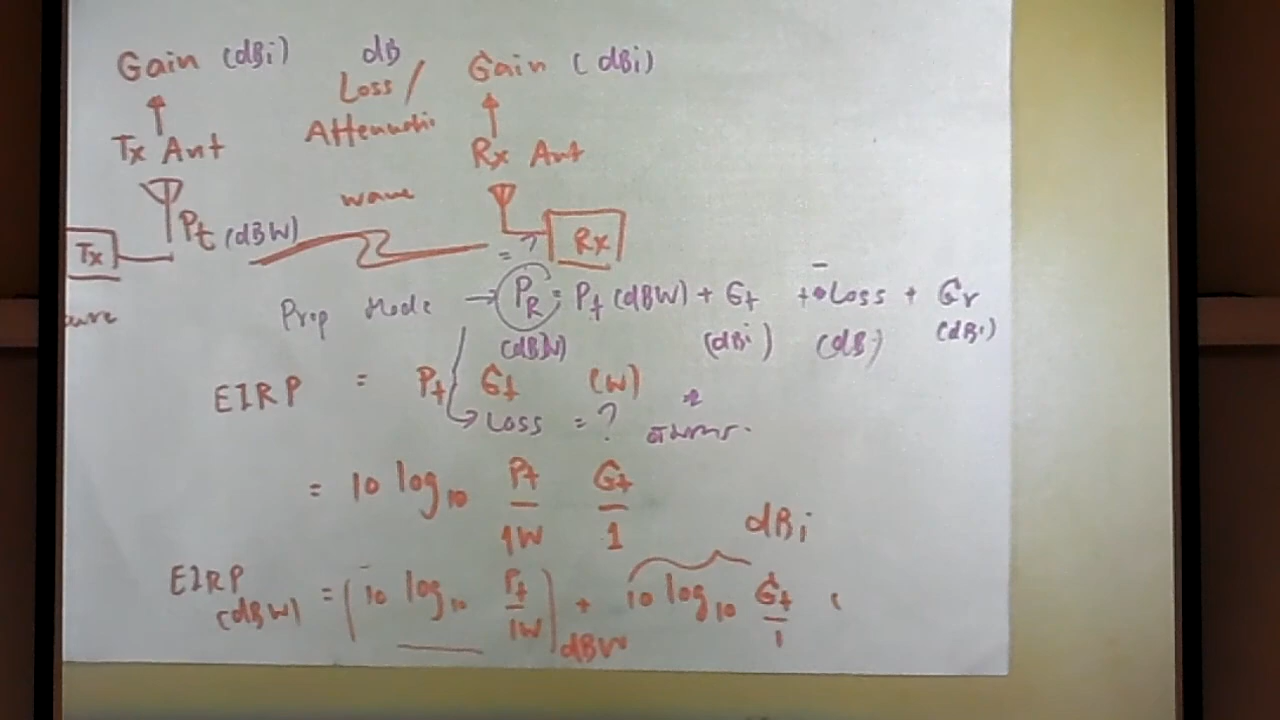 Gain (dBi) dB Gain (dBi)
Loss /
Attenuatio
Tx Ant Rx Ant
wave
Pt (dBW)
Tx = ? Rx
Prop Mode → PR = Pt (dBW) + Gt + - Loss + Gr
(dBW) (dBi) (dB) (dBi)
EIRP = Pt Gt (W)
Loss = ?
= 10 log10 Pt/1W Gt/1
dBi
EIRP (dBW) = (10 log10 Pt/1W) dBW + 10 log10 Gt/1 (